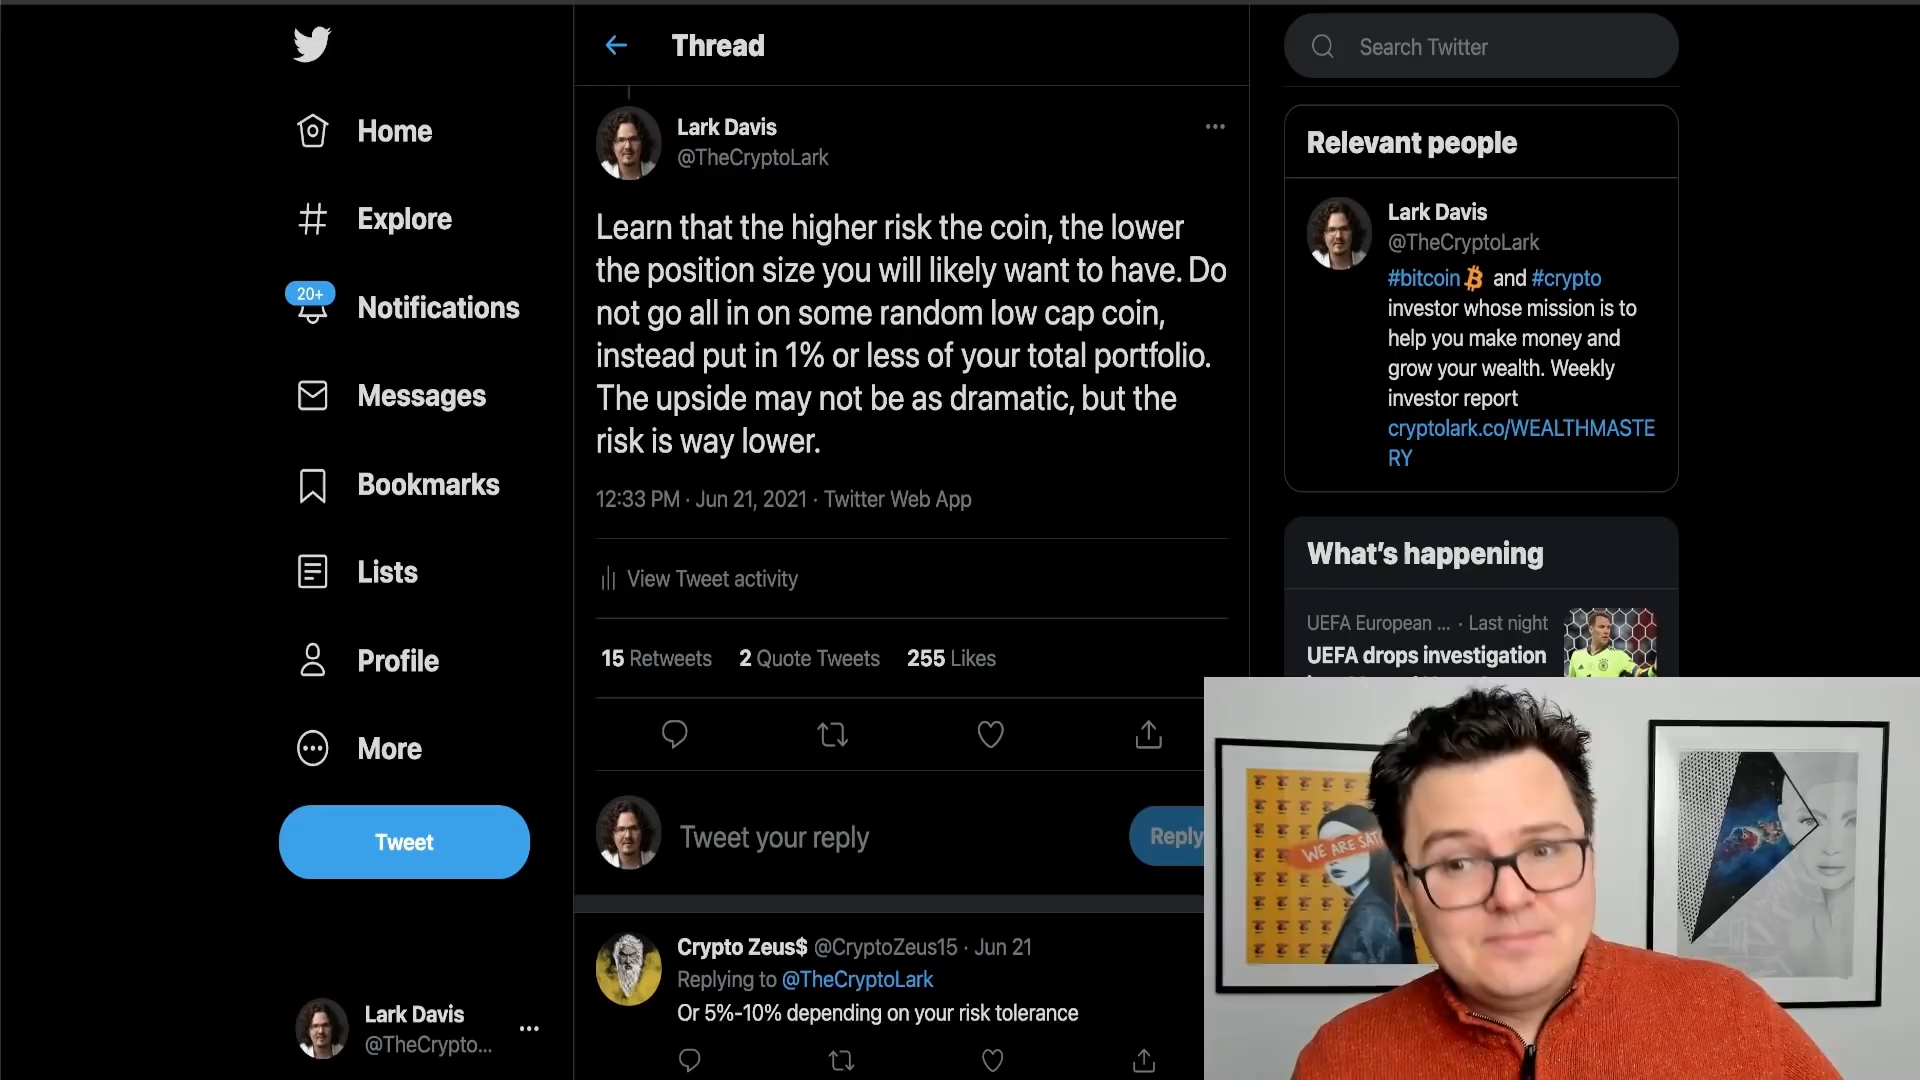 Home
Explore
20+
Notifications
Messages
Bookmarks
Lists
Profile
More
Tweet
Lark Davis
@TheCrypto...
Thread
Lark Davis
@TheCryptoLark
Learn that the higher risk the coin, the lower
the position size you will likely want to have. Do
not go all in on some random low cap coin,
instead put in 1% or less of your total portfolio.
The upside may not be as dramatic, but the
risk is way lower.
12:33 PM · Jun 21, 2021 · Twitter Web App
View Tweet activity
15 Retweets 2 Quote Tweets 255 Likes
Tweet your reply
Reply
Crypto Zeus$ @CryptoZeus15 · Jun 21
Replying to @TheCryptoLark
Or 5%-10% depending on your risk tolerance
Search Twitter
Relevant people
Lark Davis
@TheCryptoLark
#bitcoin and #crypto
investor whose mission is to
help you make money and
grow your wealth. Weekly
investor report
cryptolark.co/WEALTHMASTE
RY
What's happening
UEFA European ... · Last night
UEFA drops investigation
WE ARE SAT